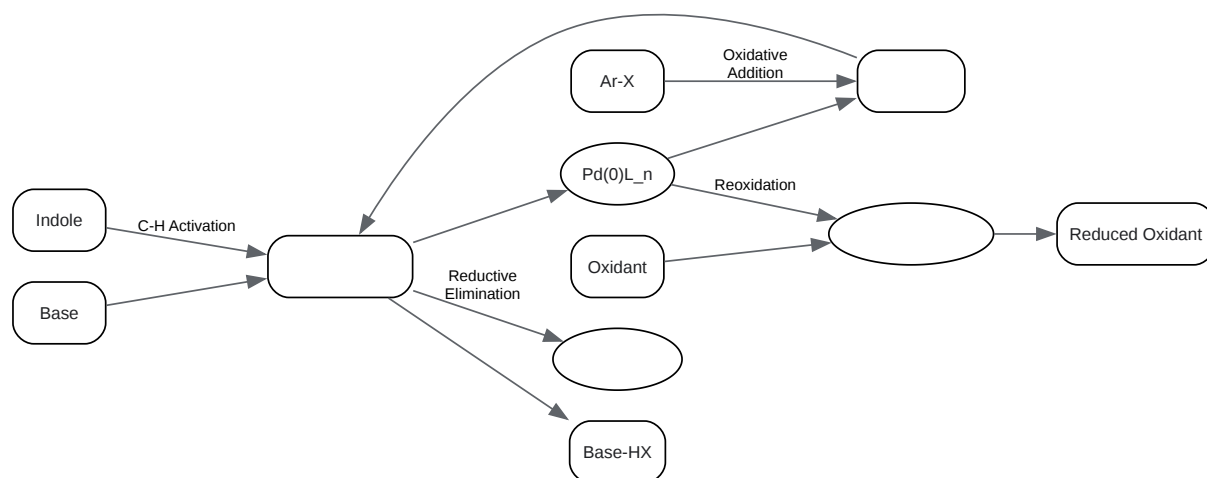 Oxidative
Addition
Ar-X
Pd(0)L_n
Reoxidation
Indole
C-H Activation
Reduced Oxidant
Oxidant
Reductive
Elimination
Base
Base-HX